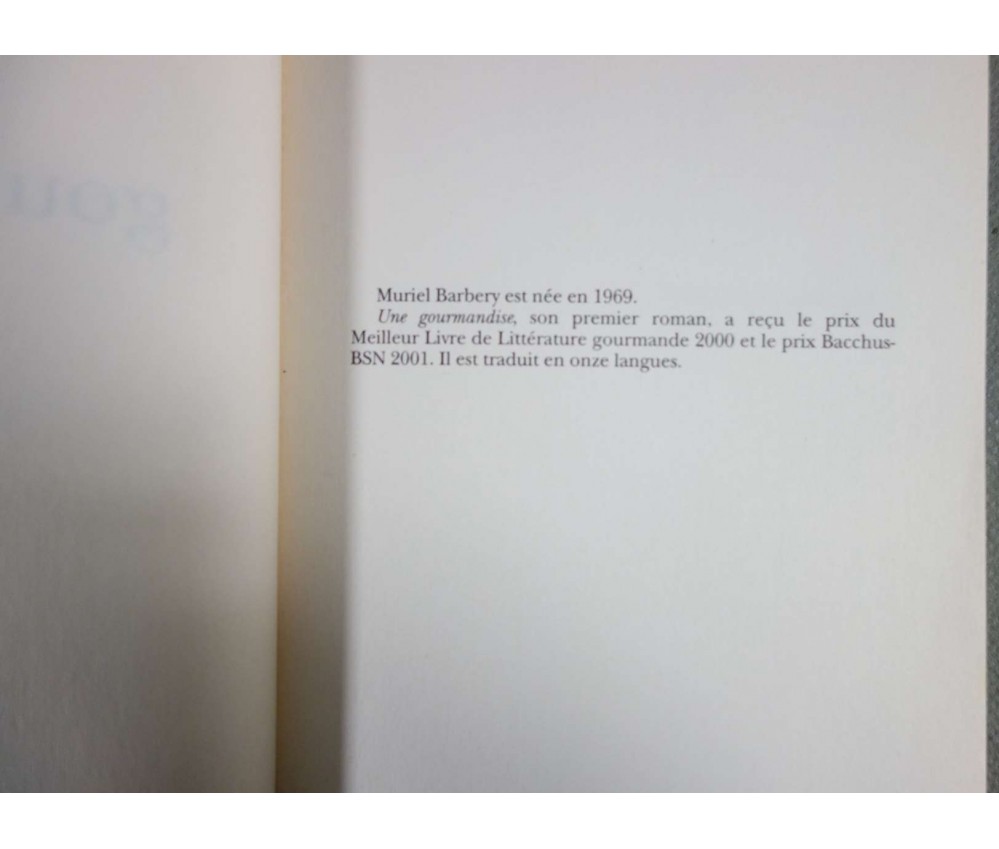 gou
Muriel Barbery est née en 1969.
Une gourmandise, son premier roman, a reçu le prix du
Meilleur Livre de Littérature gourmande 2000 et le prix Bacchus-
BSN 2001. Il est traduit en onze langues.